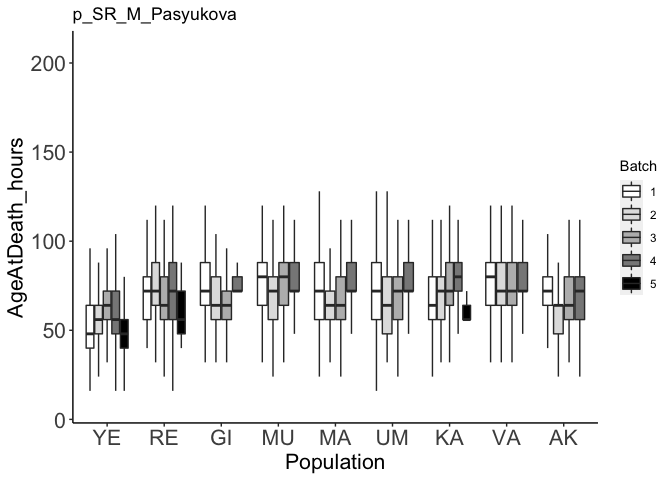 p_SR_M_Pasyukova
AgeAtDeath_hours
200
150
100
50
0
YE RE GI MU MA UM KA VA AK
Population
Batch
1
2
3
4
5